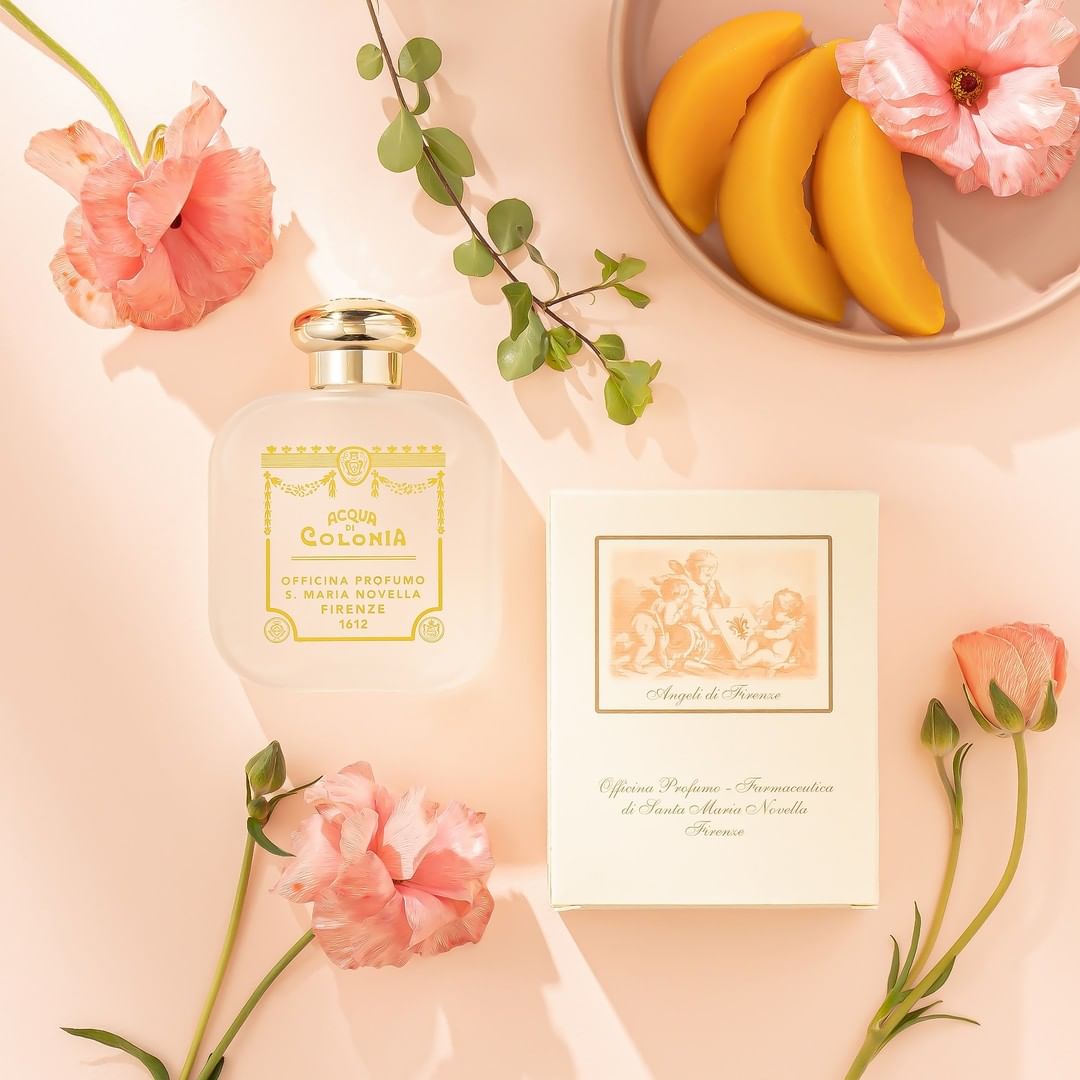 ACQUA
DI
COLONIA
OFFICINA PROFUMO
S. MARIA NOVELLA
FIRENZE
1612
Angeli di Firenze
Officina Profumo - Farmaceutica
di Santa Maria Novella
Firenze